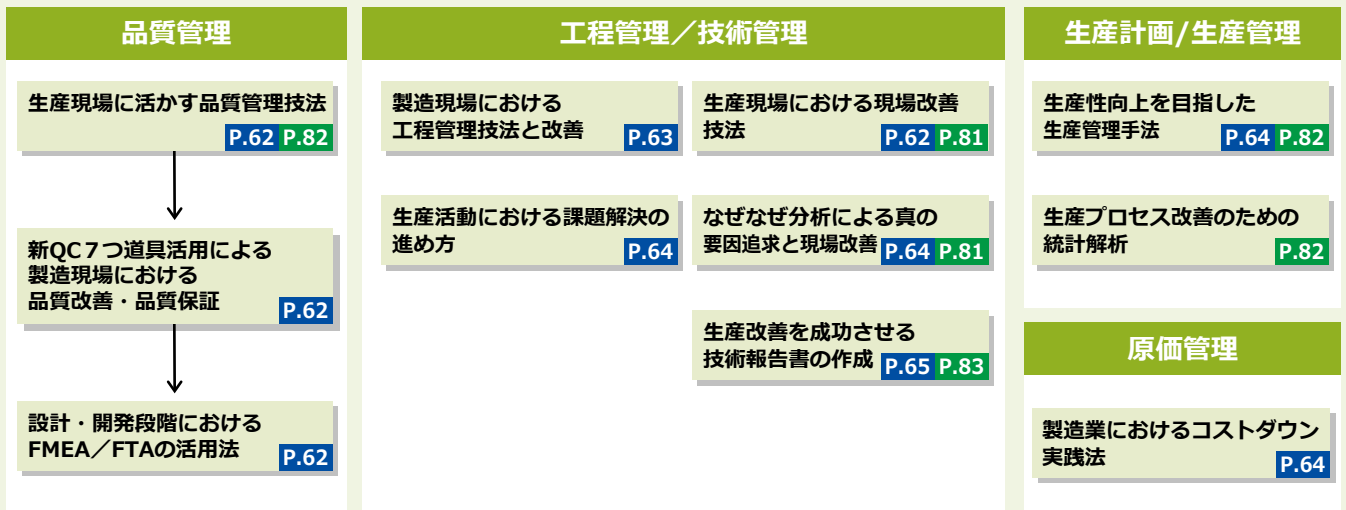 品質管理
生産現場に活かす品質管理技法
P.62 P.82
新QC７つ道具活用による
製造現場における
品質改善・品質保証
P.62
設計・開発段階における
FMEA／FTAの活用法
P.62
工程管理／技術管理
製造現場における
工程管理技法と改善
P.63
生産現場における現場改善
技法
P.62 P.81
生産活動における課題解決の
進め方
P.64
なぜなぜ分析による真の
要因追求と現場改善
P.64 P.81
生産改善を成功させる
技術報告書の作成
P.65 P.83
生産計画/生産管理
生産性向上を目指した
生産管理手法
P.64 P.82
生産プロセス改善のための
統計解析
P.82
原価管理
製造業におけるコストダウン
実践法
P.64